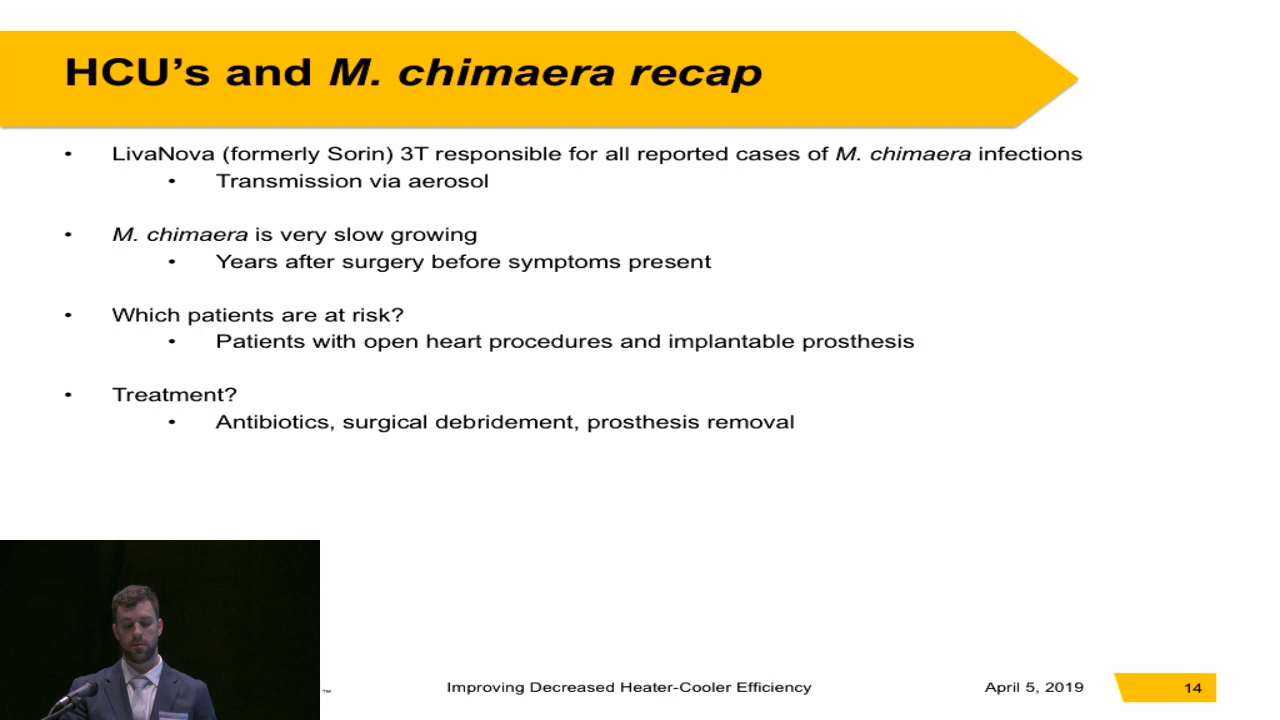 HCU's and M. chimaera recap
• LivaNova (formerly Sorin) 3T responsible for all reported cases of M. chimaera infections
• Transmission via aerosol
• M. chimaera is very slow growing
• Years after surgery before symptoms present
• Which patients are at risk?
• Patients with open heart procedures and implantable prosthesis
• Treatment?
• Antibiotics, surgical debridement, prosthesis removal
™ Improving Decreased Heater-Cooler Efficiency April 5, 2019 14